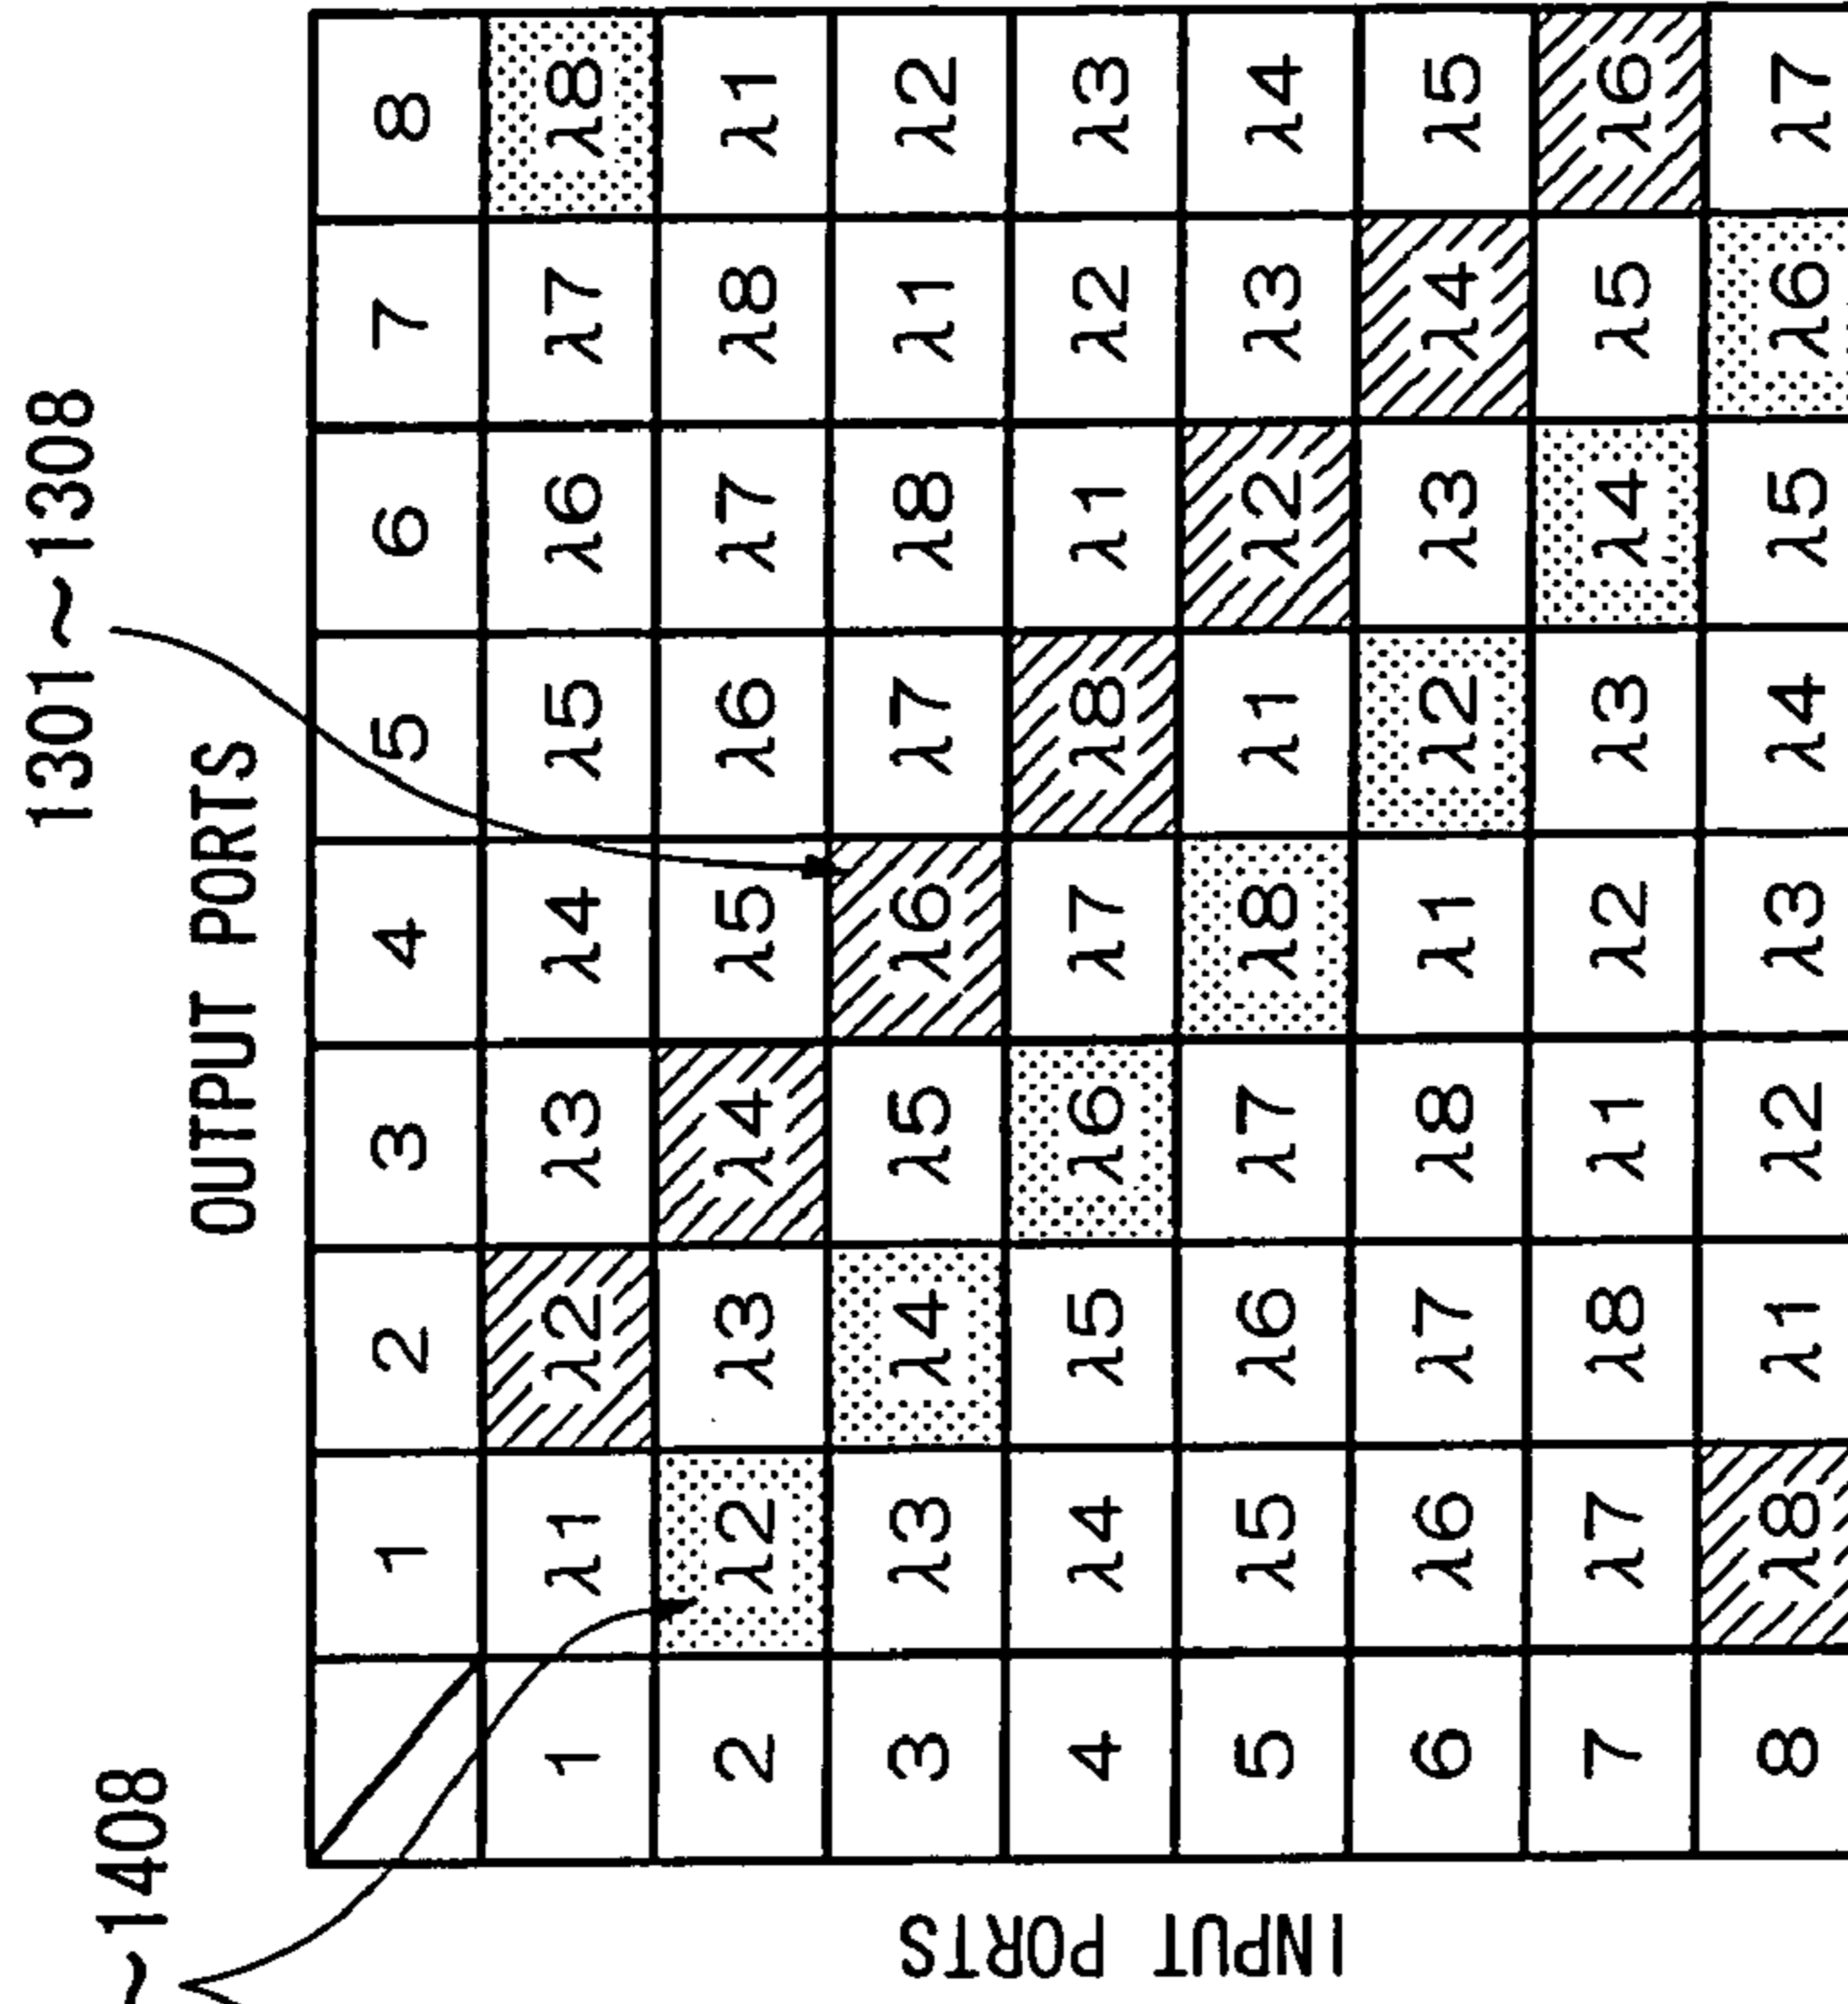 1301~1308
~1408
OUTPUT PORTS
INPUT PORTS
1 2 3 4 5 6 7 8
1 λ1 λ2 λ3 λ4 λ5 λ6 λ7 λ8
2 λ2 λ3 λ4 λ5 λ6 λ7 λ8 λ1
3 λ3 λ4 λ5 λ6 λ7 λ8 λ1 λ2
4 λ4 λ5 λ6 λ7 λ8 λ1 λ2 λ3
5 λ5 λ6 λ7 λ8 λ1 λ2 λ3 λ4
6 λ6 λ7 λ8 λ1 λ2 λ3 λ4 λ5
7 λ7 λ8 λ1 λ2 λ3 λ4 λ5 λ6
8 λ8 λ1 λ2 λ3 λ4 λ5 λ6 λ7